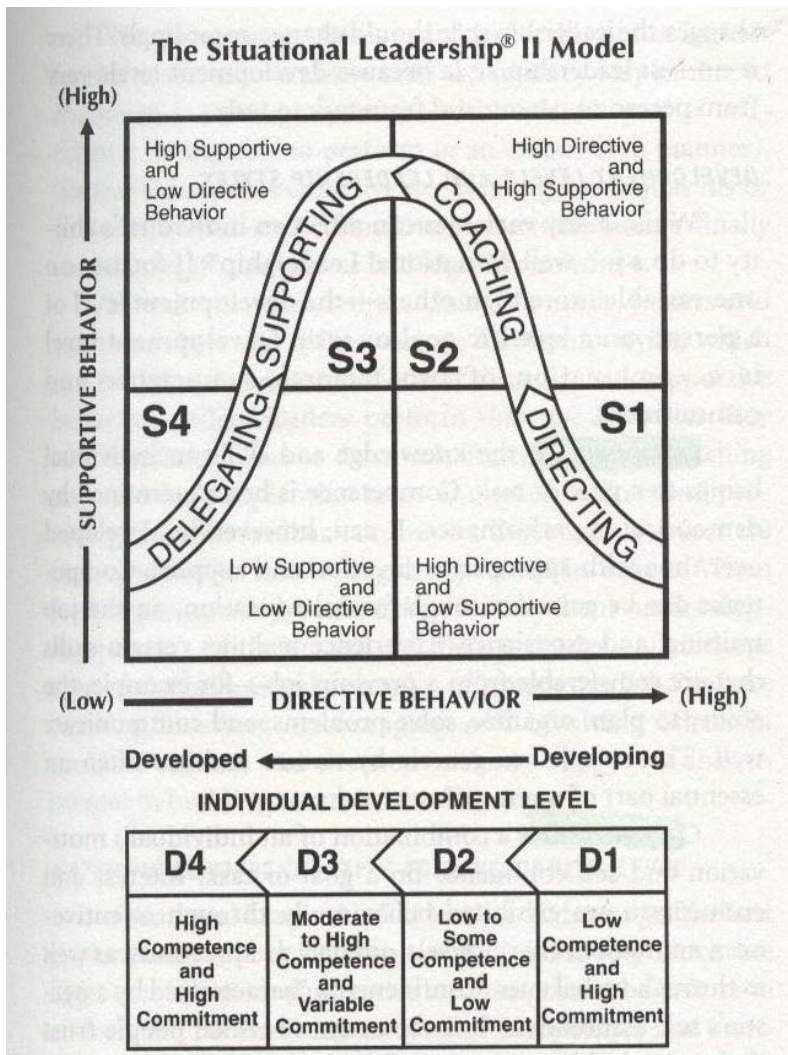 The Situational Leadership® II Model
(High)
High Supportive
and
Low Directive
Behavior
High Directive
and
High Supportive
Behavior
SUPPORTIVE BEHAVIOR
SUPPORTING
COACHING
S3
S2
S4
S1
DELEGATING
DIRECTING
Low Supportive
and
Low Directive
Behavior
High Directive
and
Low Supportive
Behavior
(Low)
DIRECTIVE BEHAVIOR
(High)
Developed
Developing
INDIVIDUAL DEVELOPMENT LEVEL
D4
D3
D2
D1
High
Competence
and
High
Commitment
Moderate
to High
Competence
and
Variable
Commitment
Low to
Some
Competence
and
Low
Commitment
Low
Competence
and
High
Commitment